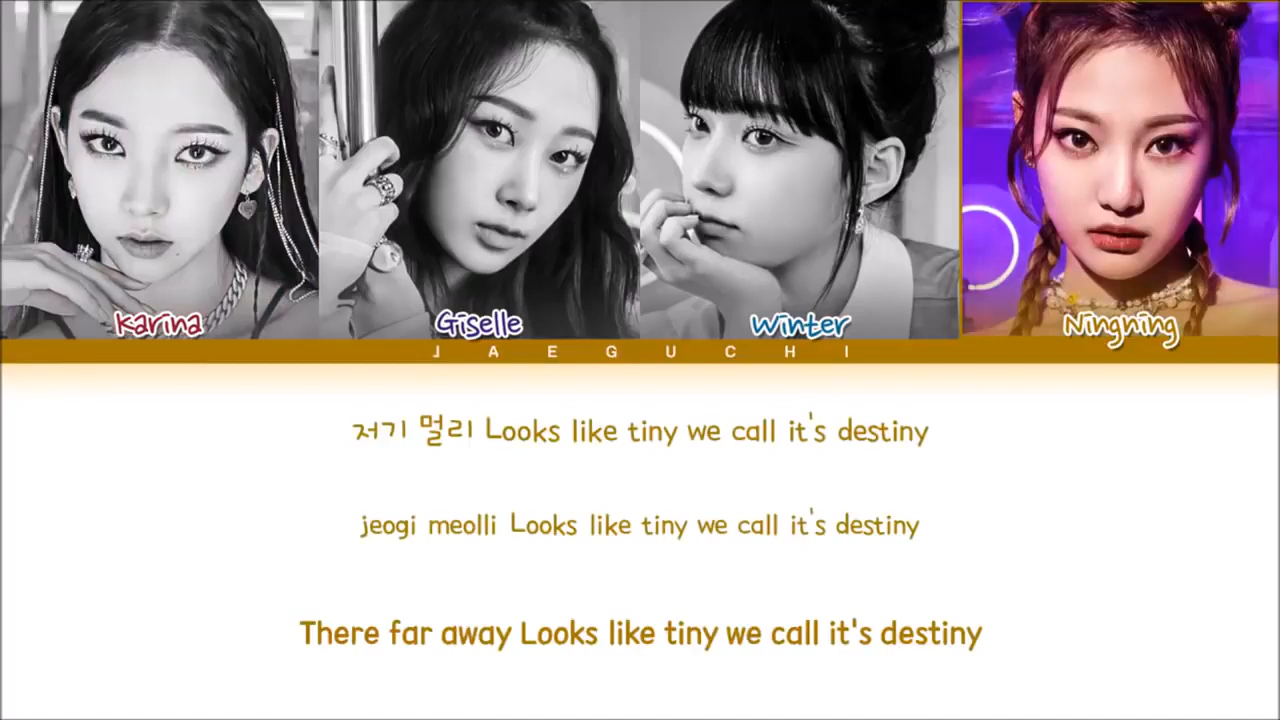 Karina Giselle Winter Ningning
JAEGUCHI
저기 멀리 Looks like tiny we call it's destiny
jeogi meolli Looks like tiny we call it's destiny
There far away Looks like tiny we call it's destiny